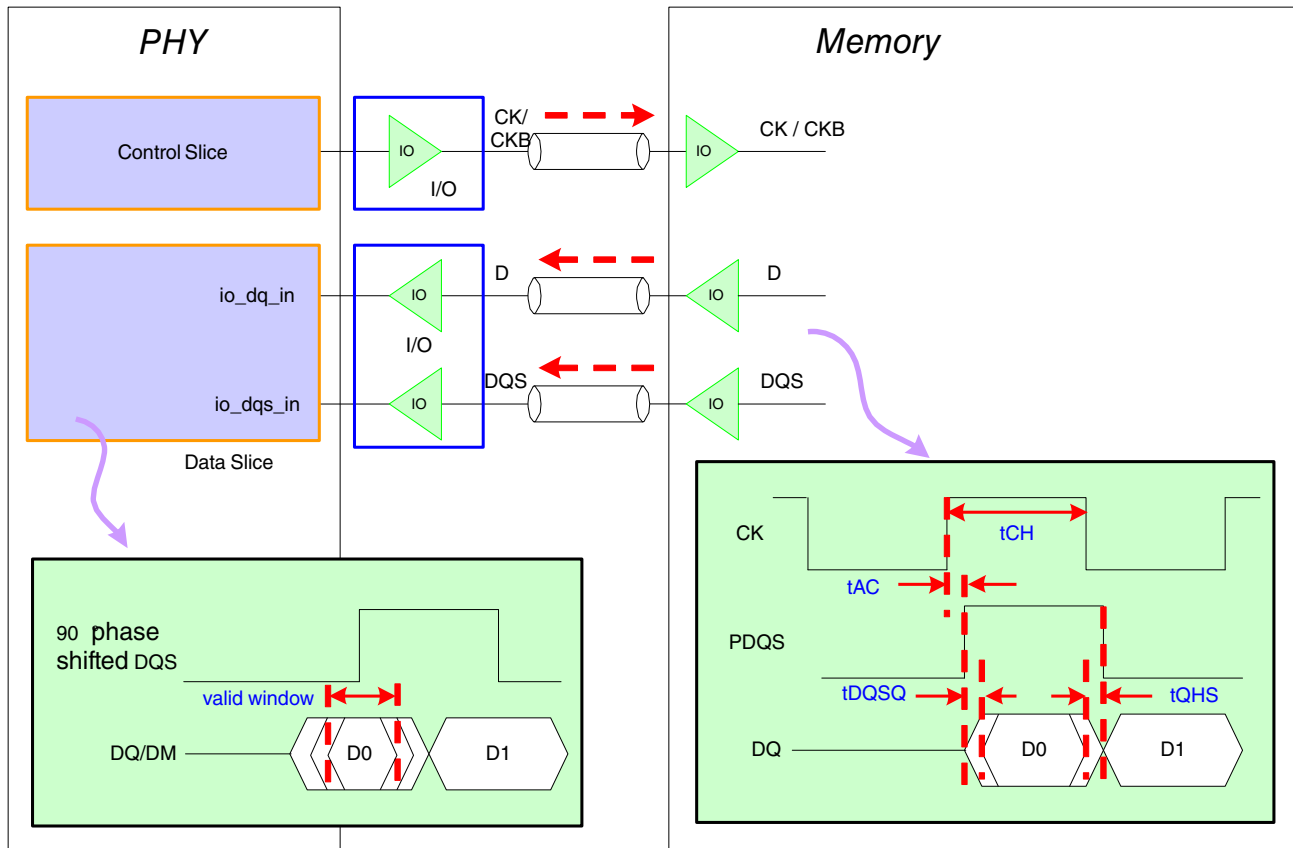 PHY
Memory
Control Slice
IO
I/O
CK/
CKB
IO
CK / CKB
io_dq_in
IO
I/O
D
IO
D
io_dqs_in
IO
DQS
IO
DQS
Data Slice
CK
tCH
tAC
PDQS
tDQSQ
tQHS
DQ
D0
D1
90° phase
shifted DQS
valid window
DQ/DM
D0
D1